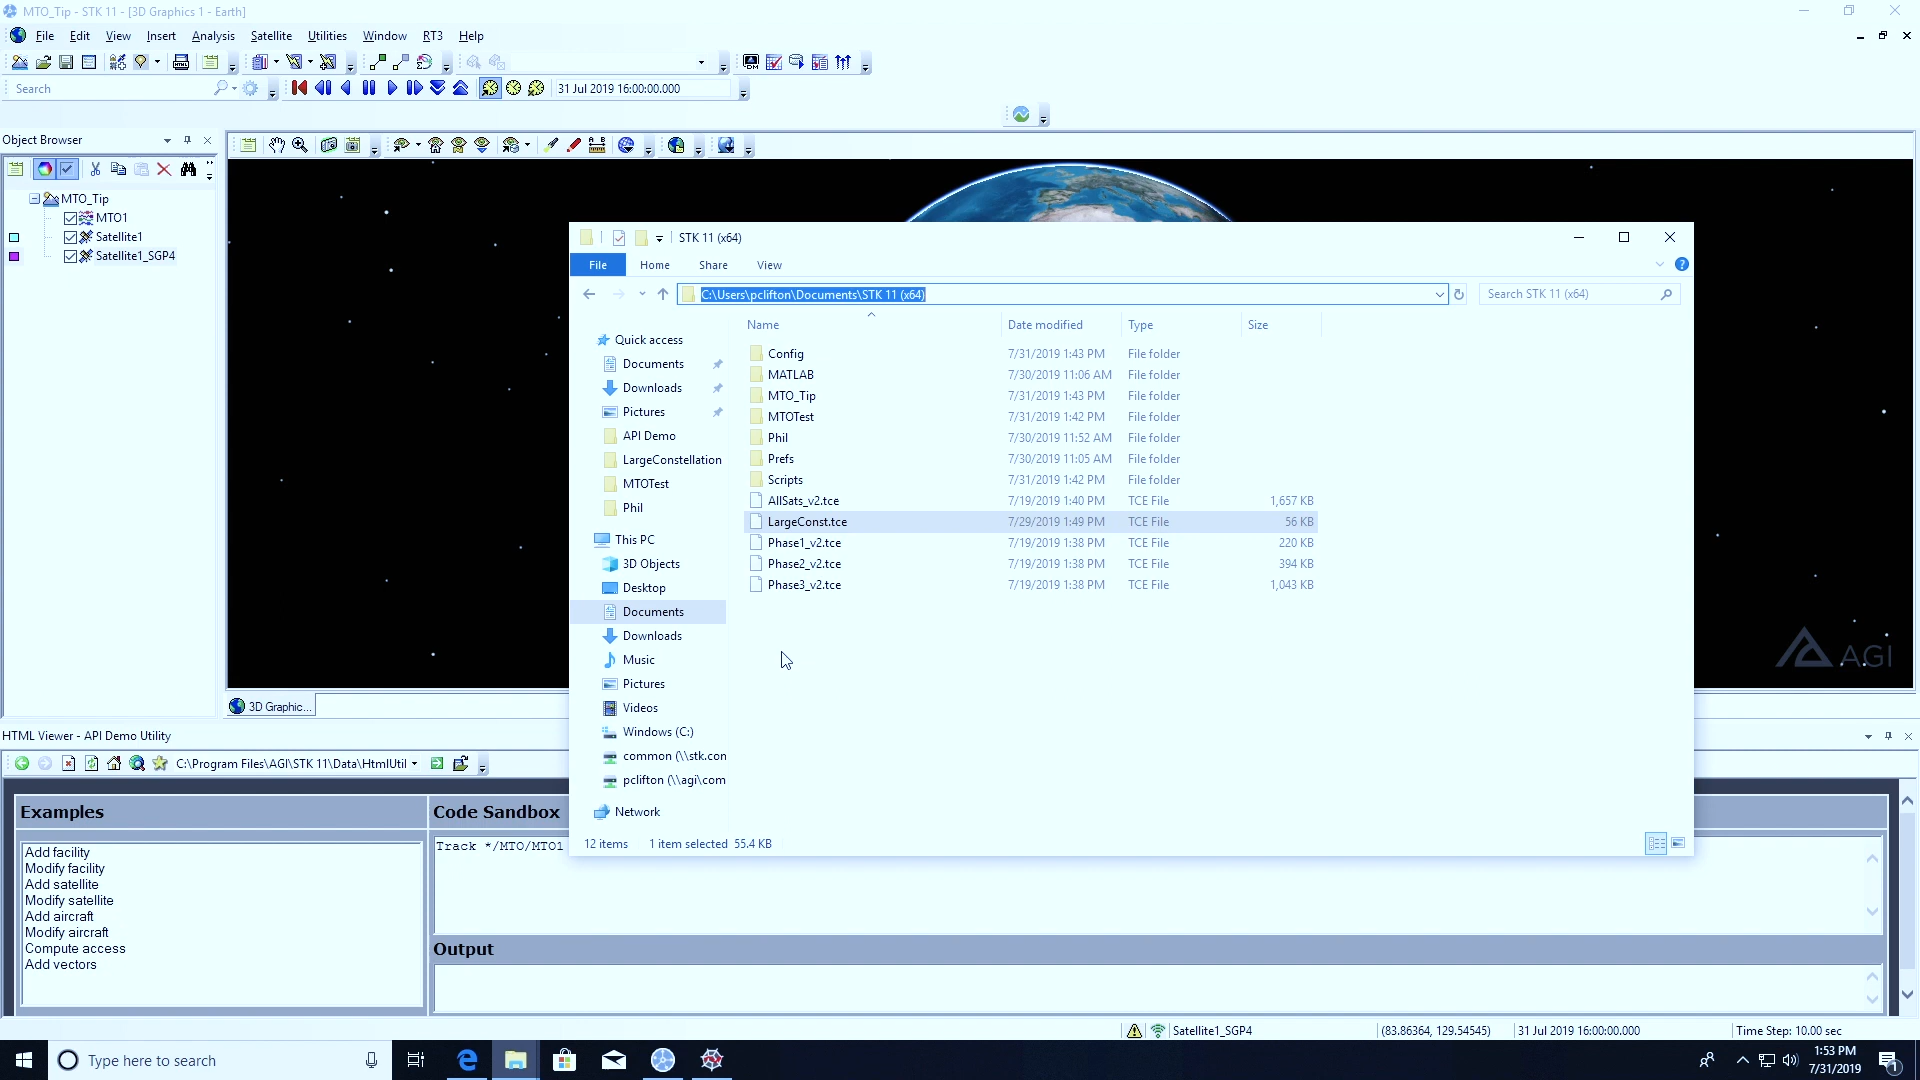 MTO_Tip - STK 11 - [3D Graphics 1 - Earth]
File Edit View Insert Analysis Satellite Utilities Window RT3 Help
Search
31 Jul 2019 16:00:00.000
Object Browser
MTO_Tip
MTO1
Satellite1
Satellite1_SGP4
STK 11 (x64)
File Home Share View
C:\Users\pclifton\Documents\STK 11 (x64)
Search STK 11 (x64)
Quick access
Documents
Downloads
Pictures
API Demo
LargeConstellation
MTOTest
Phil
This PC
3D Objects
Desktop
Documents
Downloads
Music
Pictures
Videos
Windows (C:)
common (\\stk.con
pclifton (\\agi\com
Network
Name Date modified Type Size
Config 7/31/2019 1:43 PM File folder
MATLAB 7/30/2019 11:06 AM File folder
MTO_Tip 7/31/2019 1:43 PM File folder
MTOTest 7/31/2019 1:42 PM File folder
Phil 7/30/2019 11:52 AM File folder
Prefs 7/30/2019 11:05 AM File folder
Scripts 7/31/2019 1:42 PM File folder
AllSats_v2.tce 7/19/2019 1:40 PM TCE File 1,657 KB
LargeConst.tce 7/29/2019 1:49 PM TCE File 56 KB
Phase1_v2.tce 7/19/2019 1:38 PM TCE File 220 KB
Phase2_v2.tce 7/19/2019 1:38 PM TCE File 394 KB
Phase3_v2.tce 7/19/2019 1:38 PM TCE File 1,043 KB
12 items 1 item selected 55.4 KB
AGI
3D Graphic...
HTML Viewer - API Demo Utility
C:\Program Files\AGI\STK 11\Data\HtmlUtil
Examples
Add facility
Modify facility
Add satellite
Modify satellite
Add aircraft
Modify aircraft
Compute access
Add vectors
Code Sandbox
Track */MTO/MTO1
Output
Satellite1_SGP4 (83.86364, 129.54545) 31 Jul 2019 16:00:00.000 Time Step: 10.00 sec
Type here to search
1:53 PM
7/31/2019
1